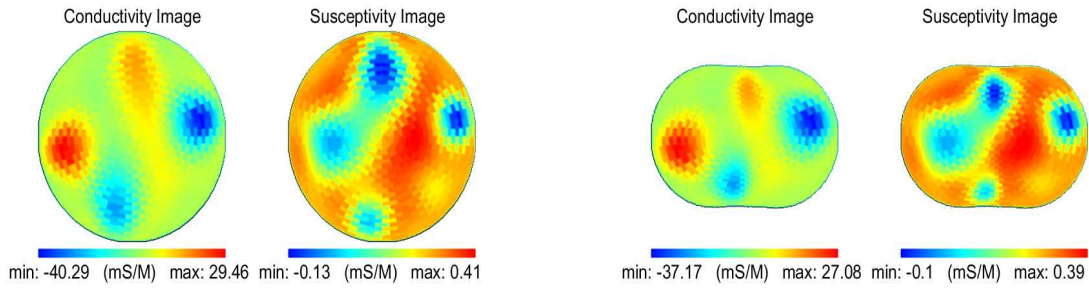 Conductivity Image
Susceptivity Image
Conductivity Image
Susceptivity Image
min: -40.29 (mS/M) max: 29.46
min: -0.13 (mS/M) max: 0.41
min: -37.17 (mS/M) max: 27.08
min: -0.1 (mS/M) max: 0.39